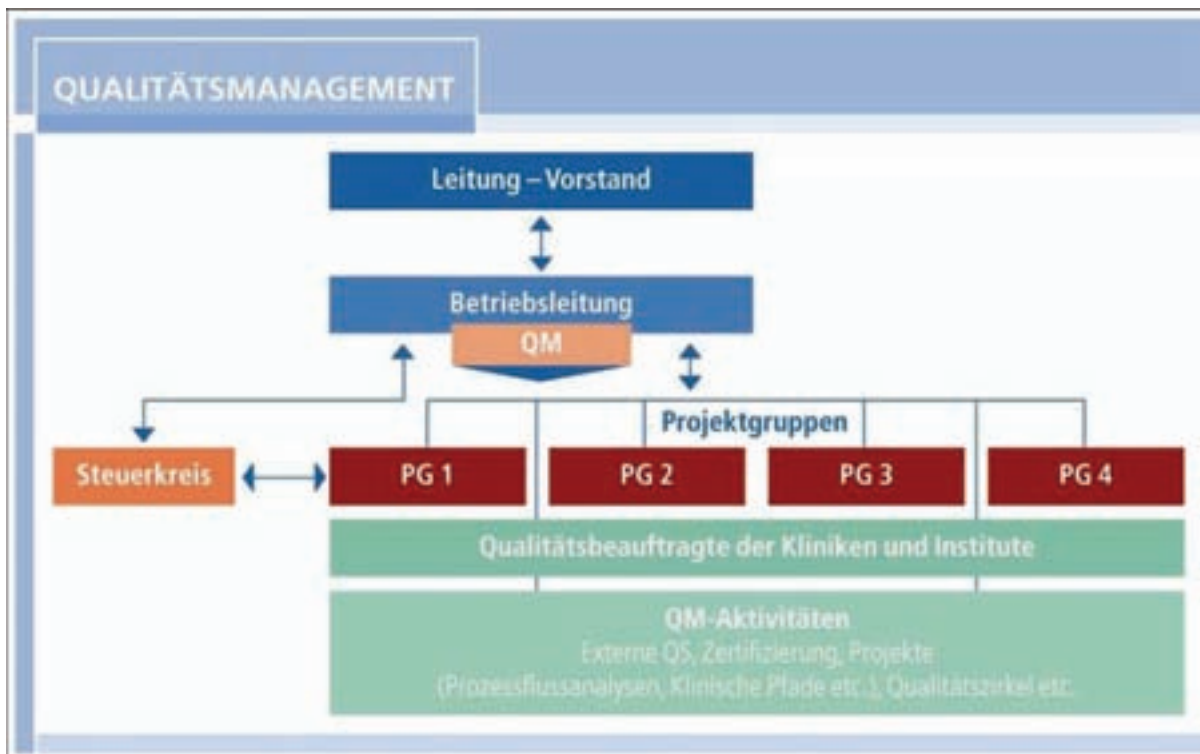 QUALITÄTSMANAGEMENT
Leitung – Vorstand
Betriebsleitung
QM
Projektgruppen
Steuerkreis
PG 1
PG 2
PG 3
PG 4
Qualitätsbeauftragte der Kliniken und Institute
QM-Aktivitäten
Externe QS, Zertifizierung, Projekte
(Prozessflussanalysen, Klinische Pfade etc.), Qualitätszirkel etc.